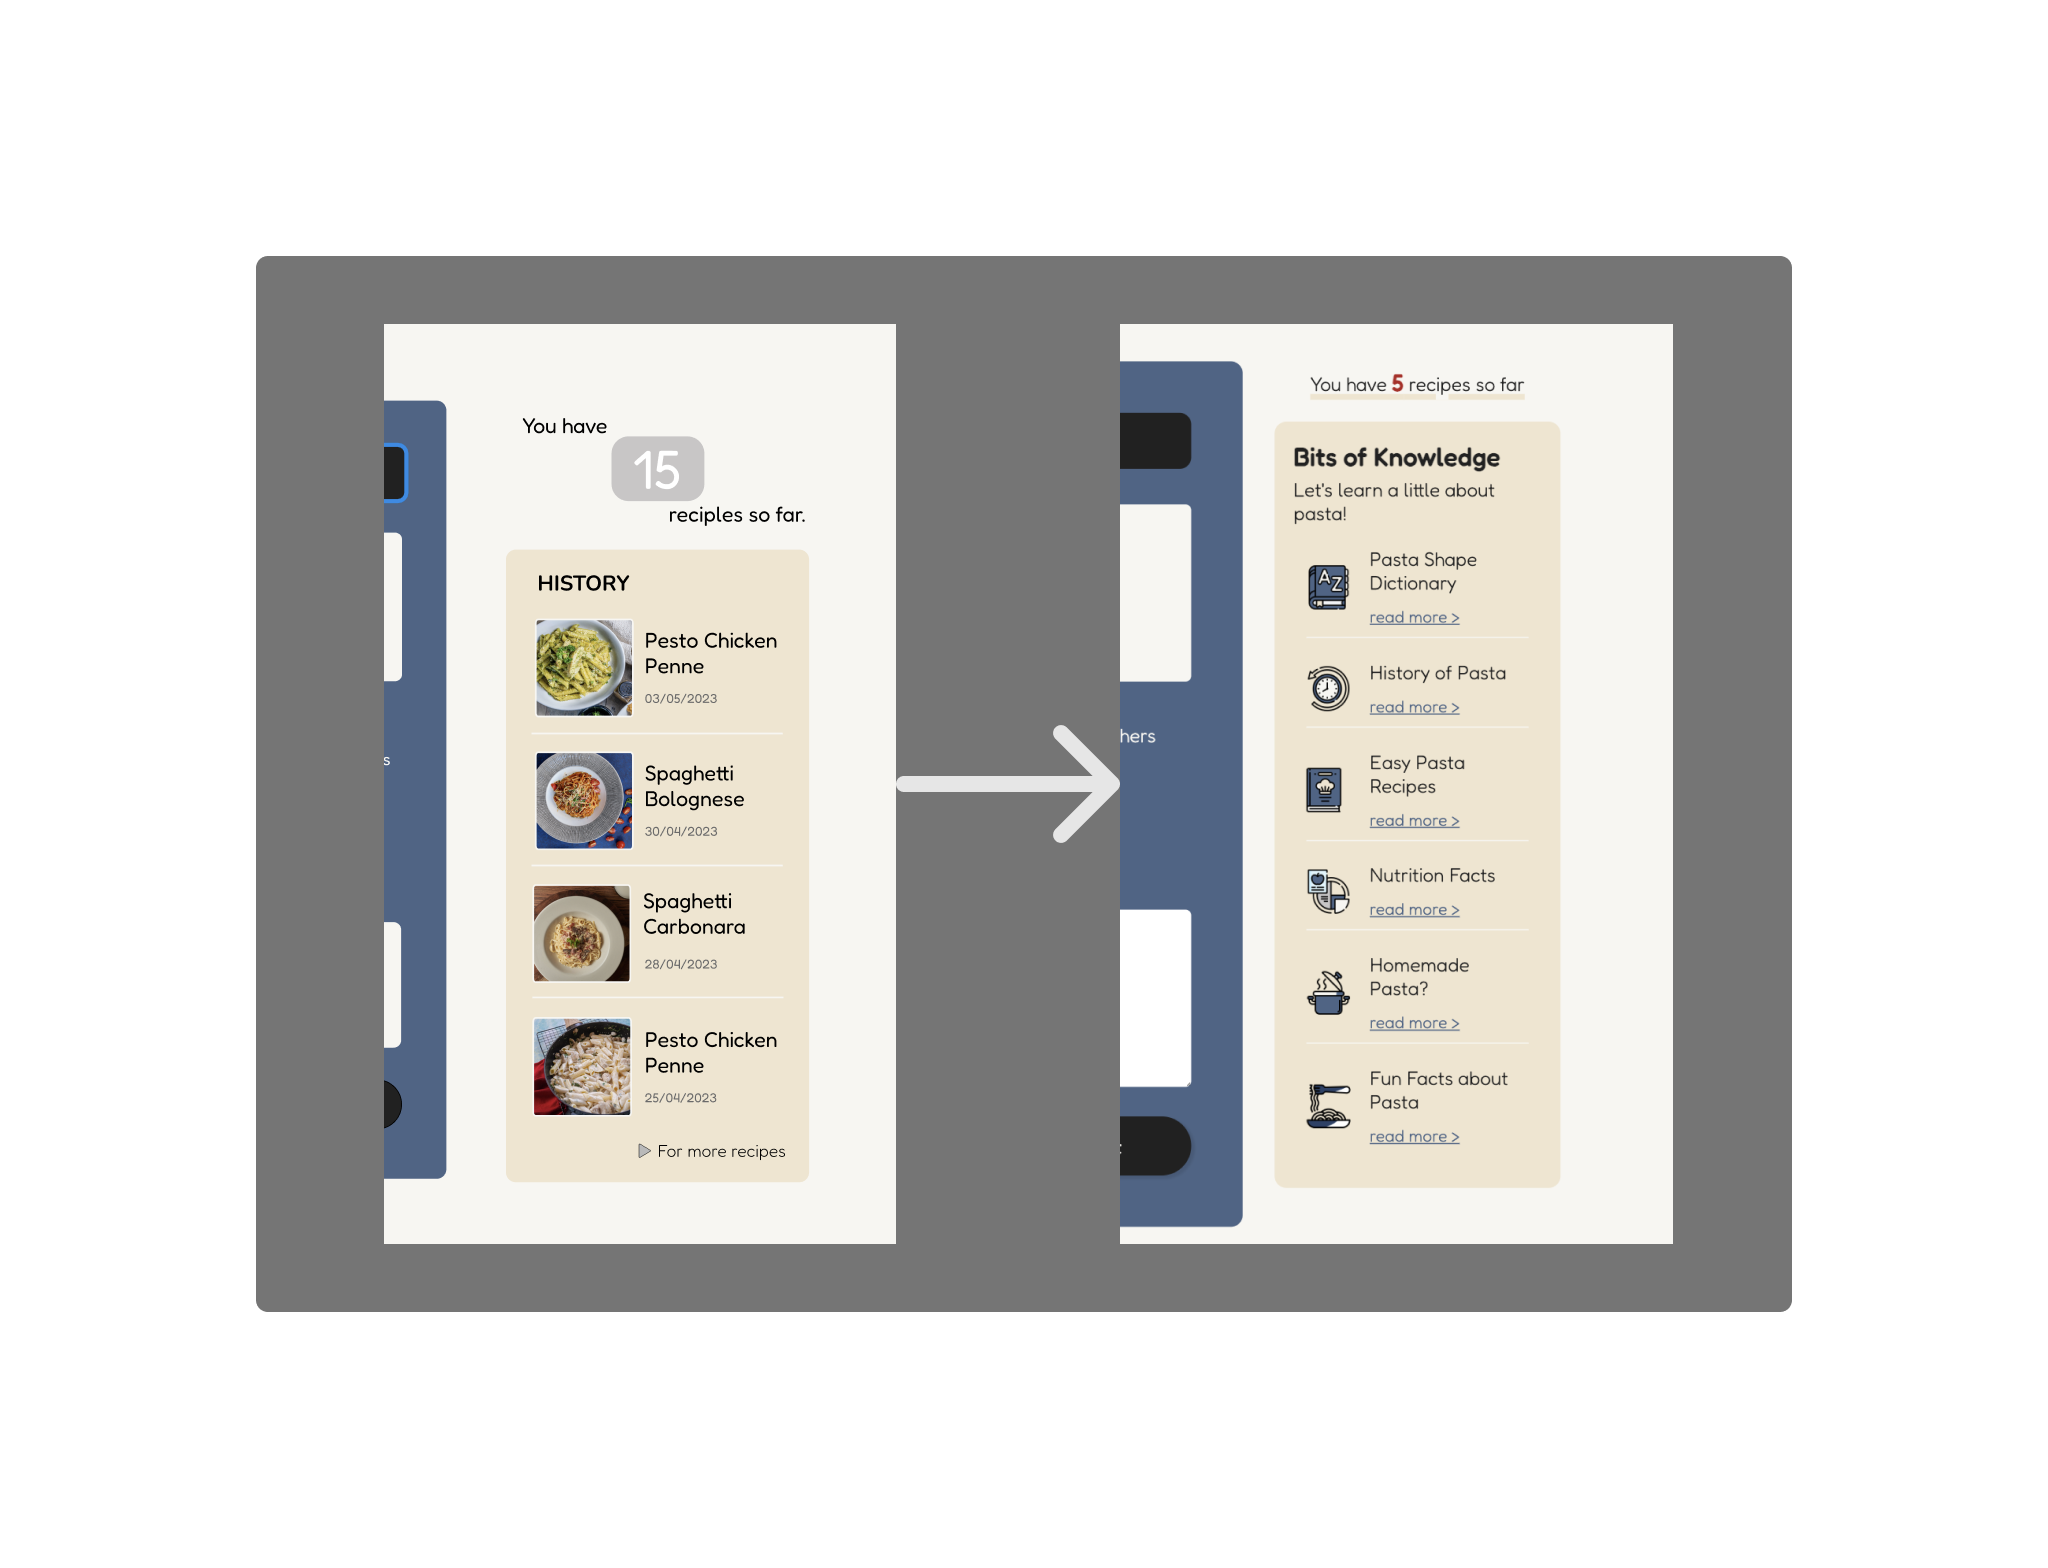 You have
15
reciples so far.
HISTORY
Pesto Chicken
Penne
03/05/2023
Spaghetti
Bolognese
30/04/2023
Spaghetti
Carbonara
28/04/2023
Pesto Chicken
Penne
25/04/2023
For more recipes
s
You have 5 recipes so far
Bits of Knowledge
Let's learn a little about
pasta!
AZ
Pasta Shape
Dictionary
read more >
History of Pasta
read more >
hers
Easy Pasta
Recipes
read more >
Nutrition Facts
read more >
Homemade
Pasta?
read more >
Fun Facts about
Pasta
read more >